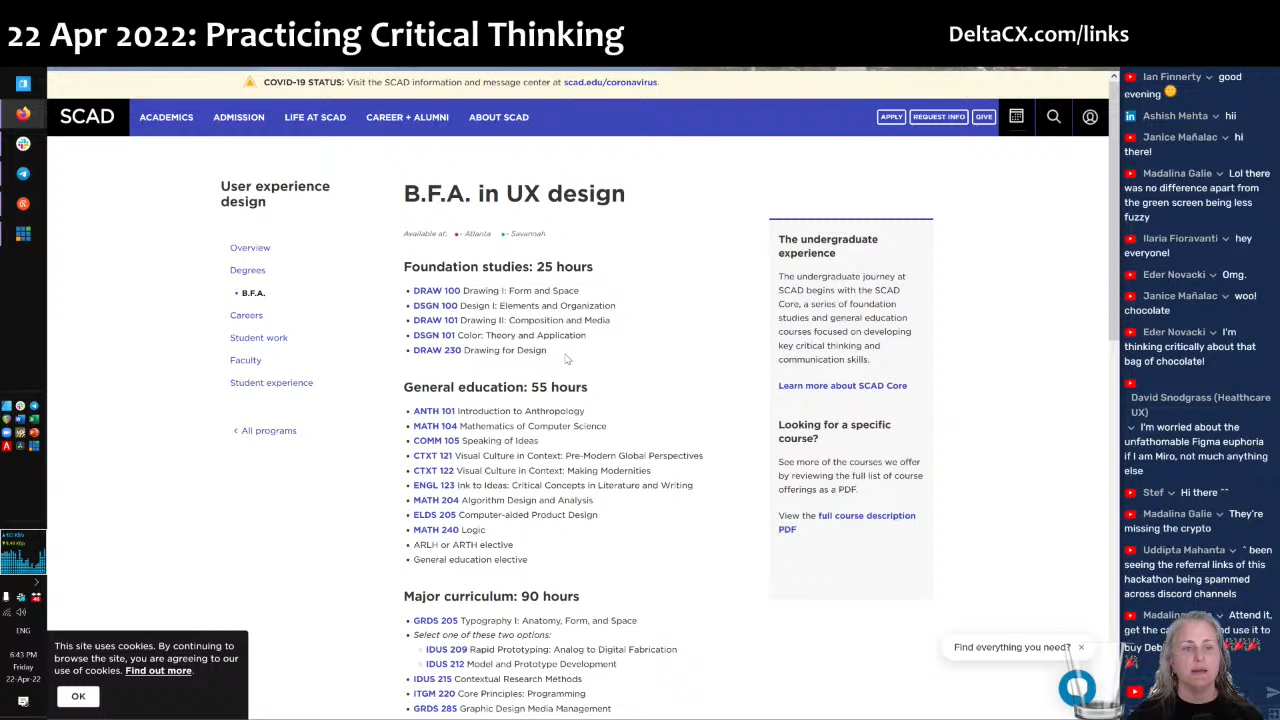 22 Apr 2022: Practicing Critical Thinking
DeltaCX.com/links
COVID-19 STATUS: Visit the SCAD information and message center at scad.edu/coronavirus.
SCAD
ACADEMICS
ADMISSION
LIFE AT SCAD
CAREER + ALUMNI
ABOUT SCAD
APPLY
REQUEST INFO
GIVE
User experience
design
Overview
Degrees
• B.F.A.
Careers
Student work
Faculty
Student experience
< All programs
B.F.A. in UX design
Available at: • - Atlanta • - Savannah
Foundation studies: 25 hours
• DRAW 100 Drawing I: Form and Space
• DSGN 100 Design I: Elements and Organization
• DRAW 101 Drawing II: Composition and Media
• DSGN 101 Color: Theory and Application
• DRAW 230 Drawing for Design
General education: 55 hours
• ANTH 101 Introduction to Anthropology
• MATH 104 Mathematics of Computer Science
• COMM 105 Speaking of Ideas
• CTXT 121 Visual Culture in Context: Pre-Modern Global Perspectives
• CTXT 122 Visual Culture in Context: Making Modernities
• ENGL 123 Ink to Ideas: Critical Concepts in Literature and Writing
• MATH 204 Algorithm Design and Analysis
• ELDS 205 Computer-aided Product Design
• MATH 240 Logic
• ARLH or ARTH elective
• General education elective
Major curriculum: 90 hours
• GRDS 205 Typography I: Anatomy, Form, and Space
• Select one of these two options:
◦ IDUS 209 Rapid Prototyping: Analog to Digital Fabrication
◦ IDUS 212 Model and Prototype Development
• IDUS 215 Contextual Research Methods
• ITGM 220 Core Principles: Programming
• GRDS 285 Graphic Design Media Management
The undergraduate
experience
The undergraduate journey at
SCAD begins with the SCAD
Core, a series of foundation
studies and general education
courses focused on developing
key critical thinking and
communication skills.
Learn more about SCAD Core
Looking for a specific
course?
See more of the courses we offer
by reviewing the full list of course
offerings as a PDF.
View the full course description
PDF
This site uses cookies. By continuing to
browse the site, you are agreeing to our
use of cookies. Find out more.
OK
Find everything you need? ×
ENG
6:43 PM
Friday
22-Apr-22
Ian Finnerty good
evening
Ashish Mehta hii
Janice Mañalac hi
there!
Madalina Galie Lol there
was no difference apart from
the green screen being less
fuzzy
Ilaria Fioravanti hey
everyone!
Eder Novacki Omg.
Janice Mañalac woo!
chocolate
Eder Novacki I'm
thinking critically about that
bag of chocolate!
David Snodgrass (Healthcare
UX)
I'm worried about the
unfathomable Figma euphoria
if I am Miro, not much anything
else
Stef Hi there ^^
Madalina Galie They're
missing the crypto
Uddipta Mahanta ^ been
seeing the referral links of this
hackathon being spammed
across discord channels
Madalina Galie Attend it,
get the
and use it to
buy Deb